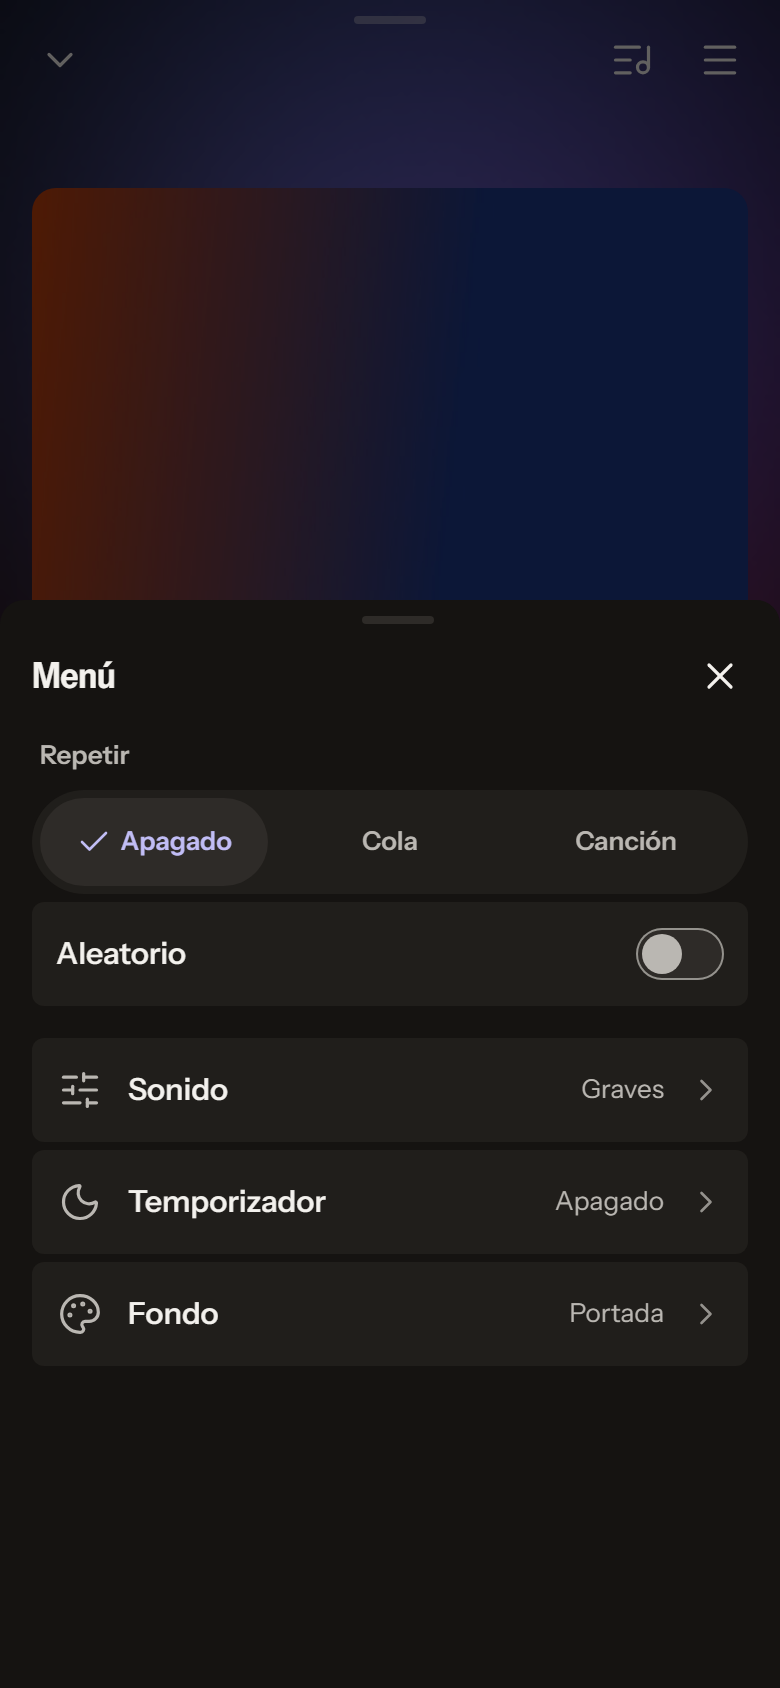 Menú
Repetir
Apagado Cola Canción
Aleatorio
Sonido Graves
Temporizador Apagado
Fondo Portada